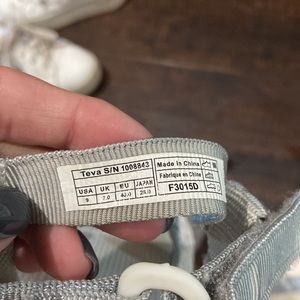 Teva S/N 1008843
USA UK EU JAPAN
9 7.0 40.0 26.0
Made in China
Fabrique en Chine
F3015D